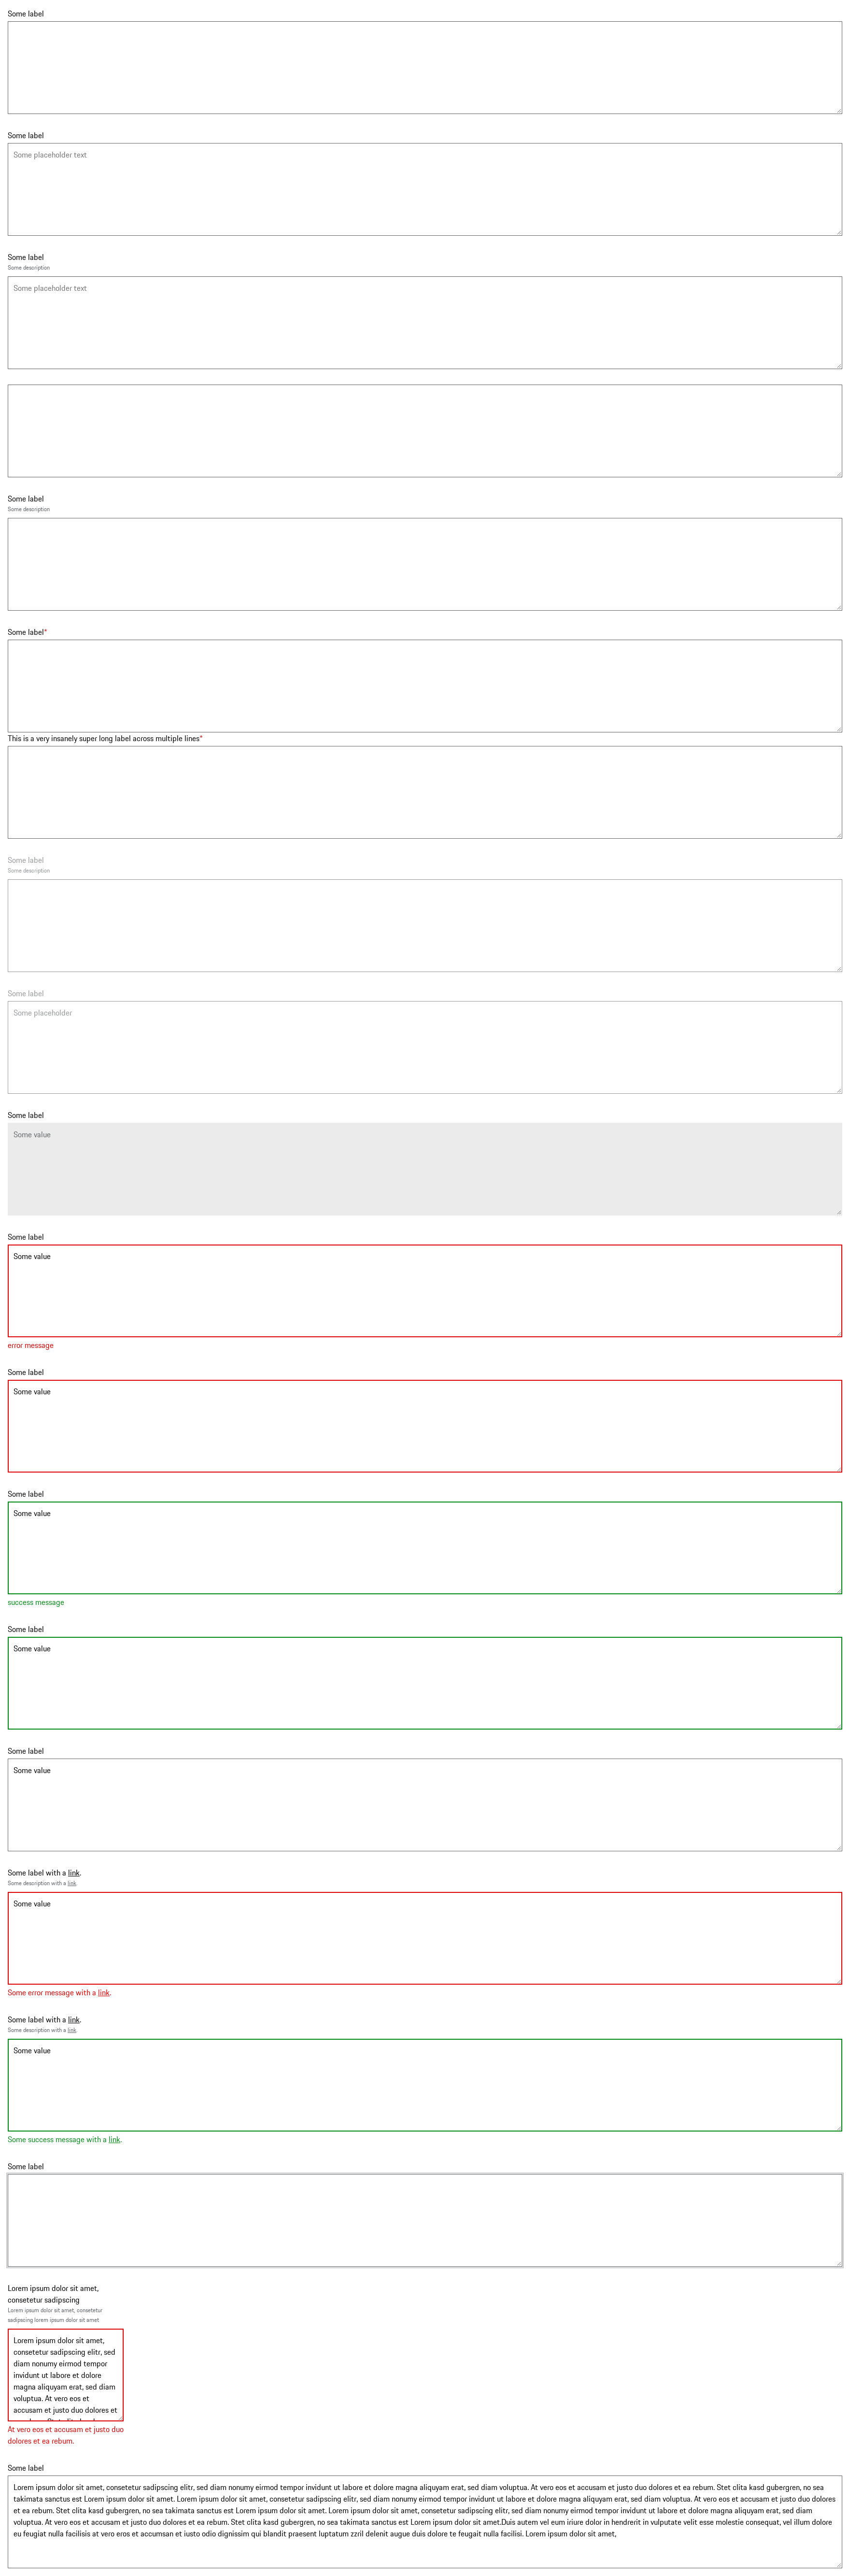 Some label
Some label
Some placeholder text
Some label
Some description
Some placeholder text
Some label
Some description
Some label*
This is a very insanely super long label across multiple lines*
Some label
Some description
Some label
Some placeholder
Some label
Some value
Some label
Some value
error message
Some label
Some value
Some label
Some value
success message
Some label
Some value
Some label
Some value
Some label with a link.
Some description with a link.
Some value
Some error message with a link.
Some label with a link.
Some description with a link.
Some value
Some success message with a link.
Some label
Lorem ipsum dolor sit amet,
consetetur sadipscing
Lorem ipsum dolor sit amet, consetetur
sadipscing lorem ipsum dolor sit amet
Lorem ipsum dolor sit amet,
consetetur sadipscing elitr, sed
diam nonumy eirmod tempor
invidunt ut labore et dolore
magna aliquyam erat, sed diam
voluptua. At vero eos et
accusam et justo duo dolores et
At vero eos et accusam et justo duo
dolores et ea rebum.
Some label
Lorem ipsum dolor sit amet, consetetur sadipscing elitr, sed diam nonumy eirmod tempor invidunt ut labore et dolore magna aliquyam erat, sed diam voluptua. At vero eos et accusam et justo duo dolores et ea rebum. Stet clita kasd gubergren, no sea
takimata sanctus est Lorem ipsum dolor sit amet. Lorem ipsum dolor sit amet, consetetur sadipscing elitr, sed diam nonumy eirmod tempor invidunt ut labore et dolore magna aliquyam erat, sed diam voluptua. At vero eos et accusam et justo duo dolores
et ea rebum. Stet clita kasd gubergren, no sea takimata sanctus est Lorem ipsum dolor sit amet. Lorem ipsum dolor sit amet, consetetur sadipscing elitr, sed diam nonumy eirmod tempor invidunt ut labore et dolore magna aliquyam erat, sed diam
voluptua. At vero eos et accusam et justo duo dolores et ea rebum. Stet clita kasd gubergren, no sea takimata sanctus est Lorem ipsum dolor sit amet.Duis autem vel eum iriure dolor in hendrerit in vulputate velit esse molestie consequat, vel illum dolore
eu feugiat nulla facilisis at vero eros et accumsan et iusto odio dignissim qui blandit praesent luptatum zzril delenit augue duis dolore te feugait nulla facilisi. Lorem ipsum dolor sit amet,